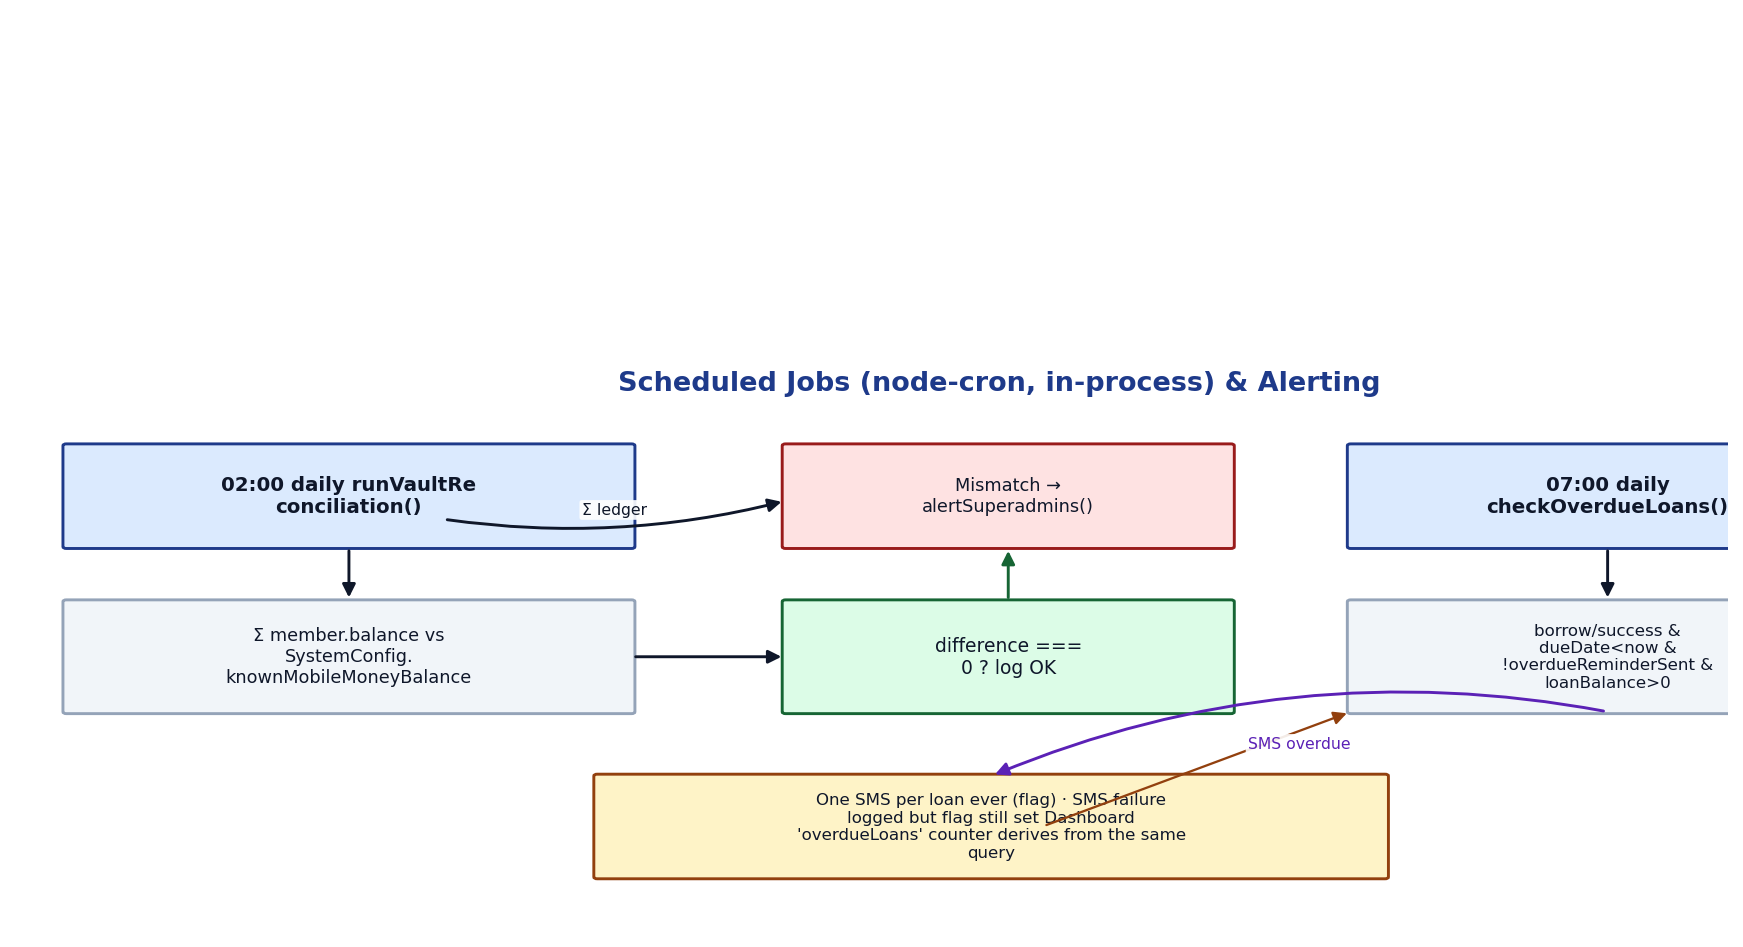 Scheduled Jobs (node-cron, in-process) & Alerting
02:00 daily runVaultRe
conciliation()
Σ ledger
Mismatch →
alertSuperadmins()
07:00 daily
checkOverdueLoans()
Σ member.balance vs
SystemConfig.
knownMobileMoneyBalance
difference ===
0 ? log OK
borrow/success &
dueDate<now &
!overdueReminderSent &
loanBalance>0
SMS overdue
One SMS per loan ever (flag) · SMS failure
logged but flag still set Dashboard
'overdueLoans' counter derives from the same
query